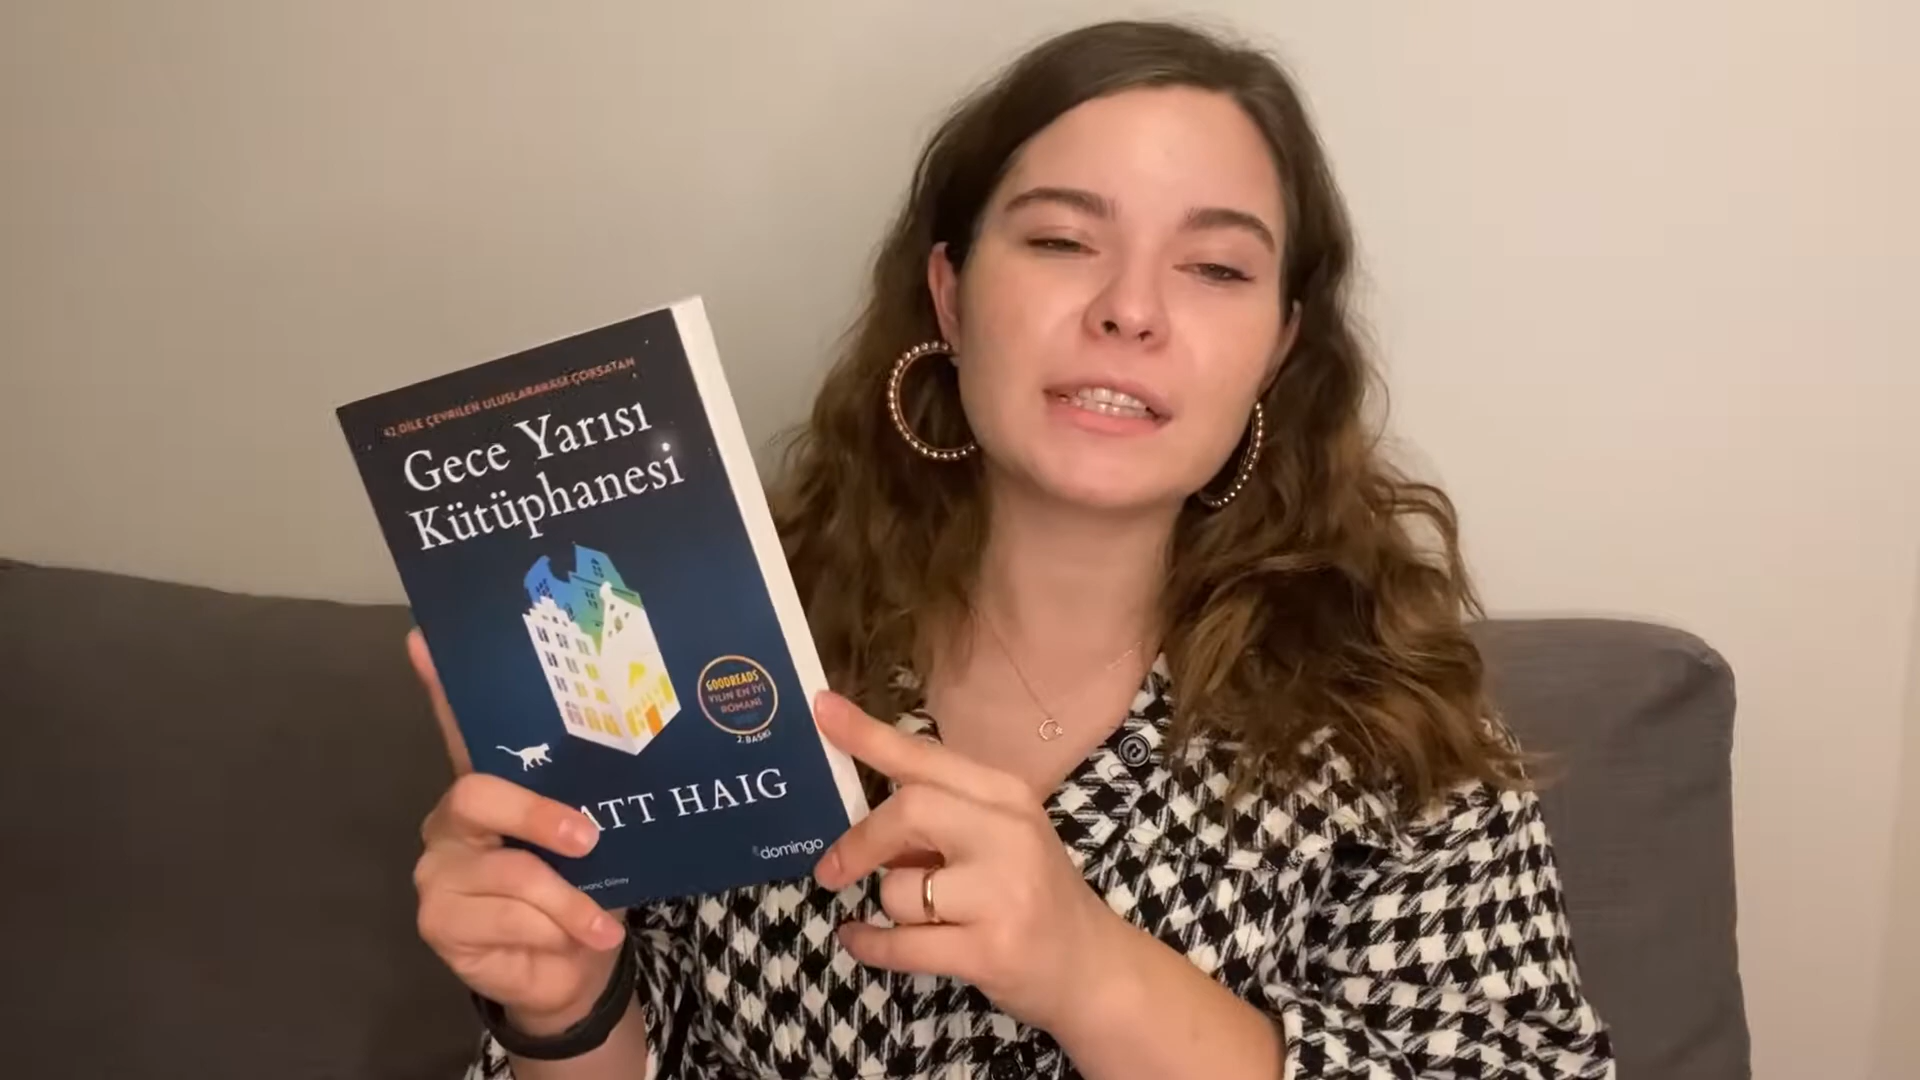 42 DİLE ÇEVRİLEN ULUSLARARASI ÇOKSATAN
Gece Yarısı
Kütüphanesi
GOODREADS
YILIN EN İYİ
ROMANI
2. BASKI
ATT HAIG
domingo